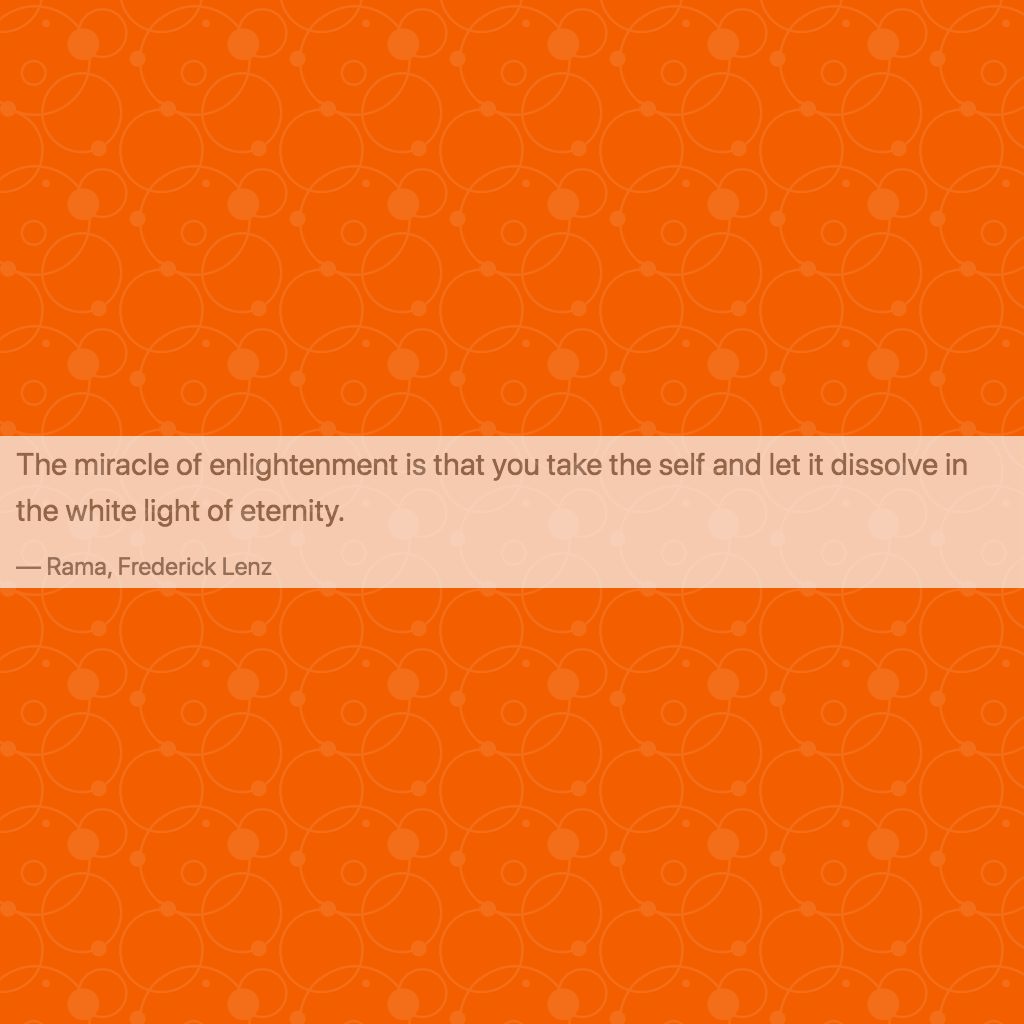 The miracle of enlightenment is that you take the self and let it dissolve in
the white light of eternity.
— Rama, Frederick Lenz